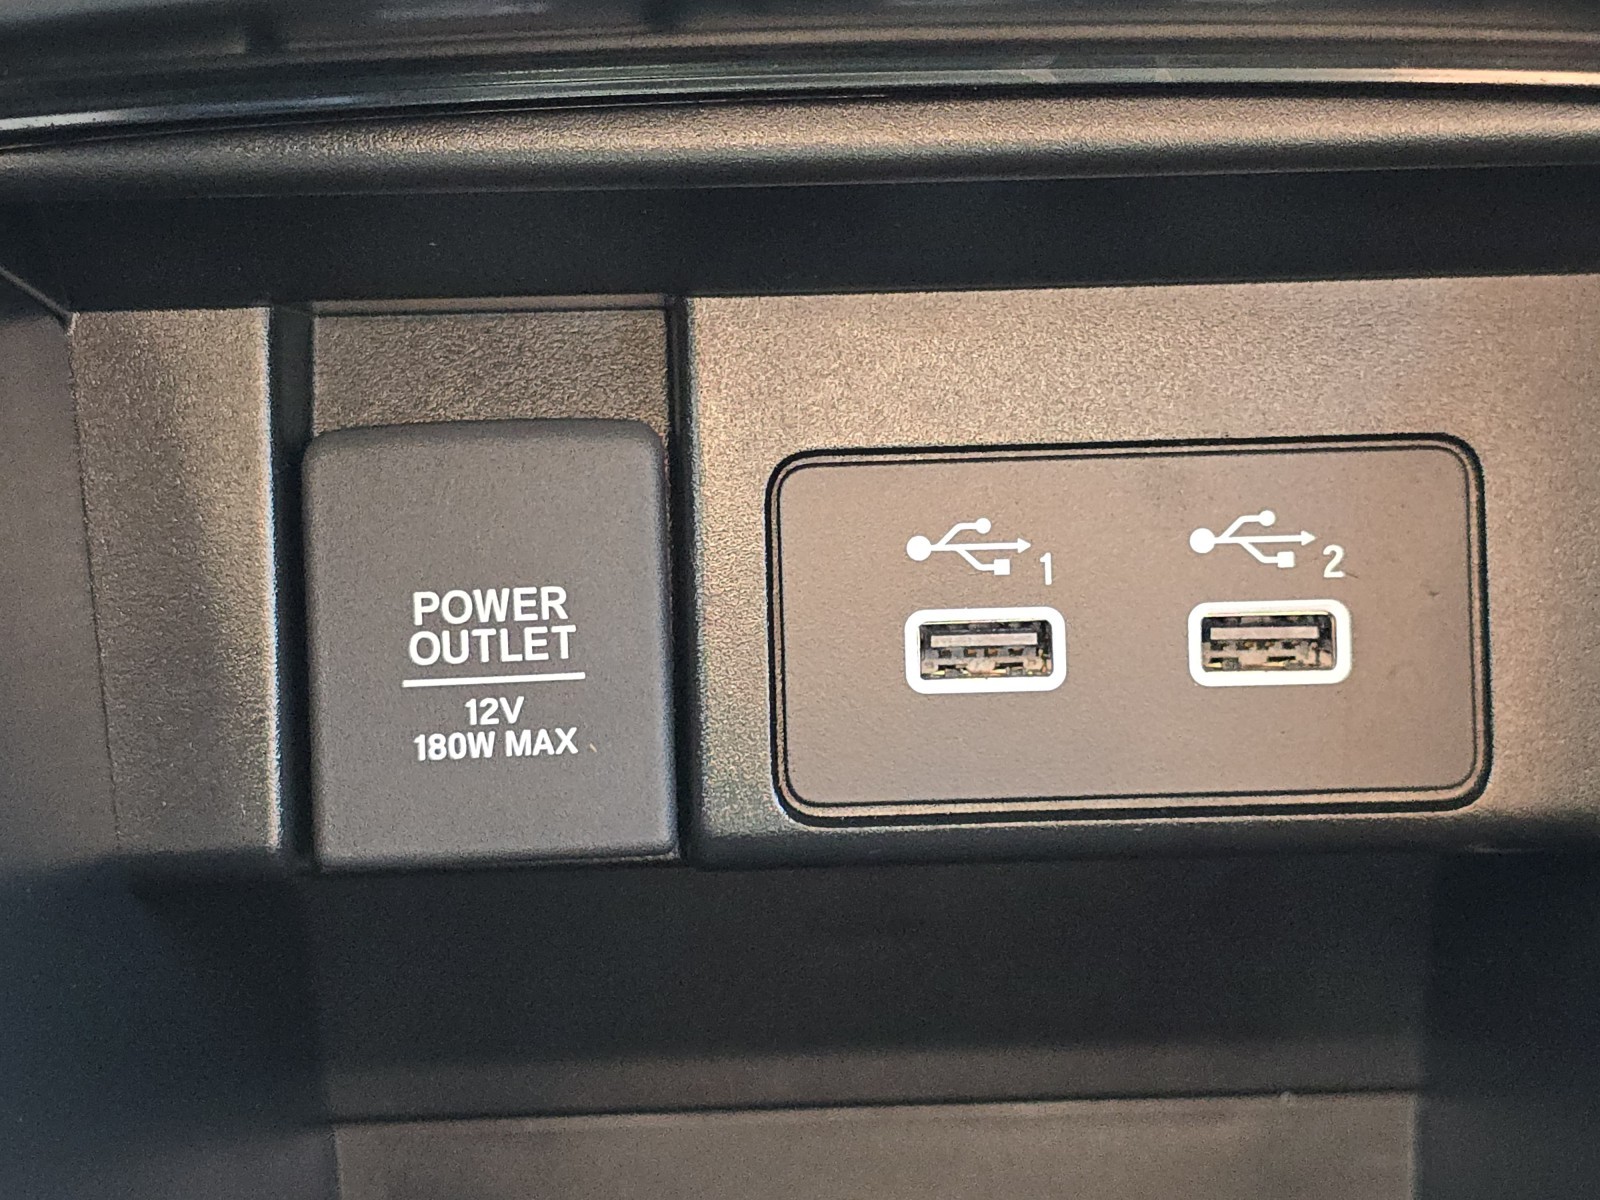 POWER
OUTLET
12V
180W MAX
1
2